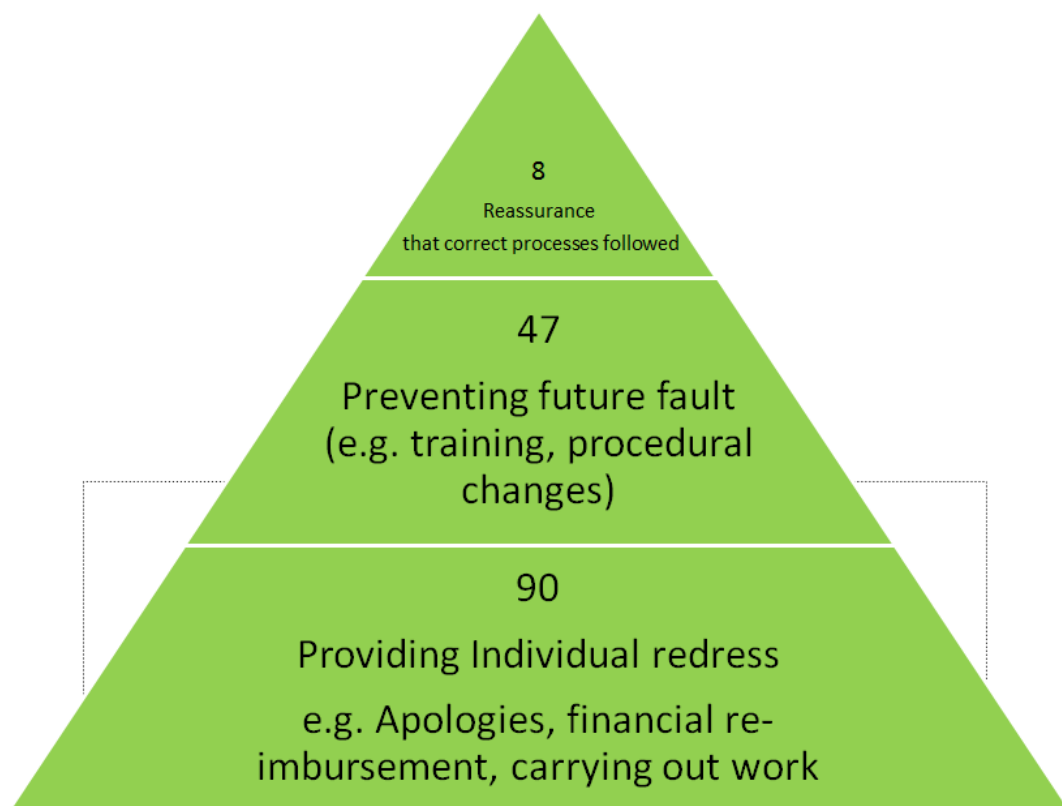 8
Reassurance
that correct processes followed
47
Preventing future fault
(e.g. training, procedural
changes)
90
Providing Individual redress
e.g. Apologies, financial re-
imbursement, carrying out work